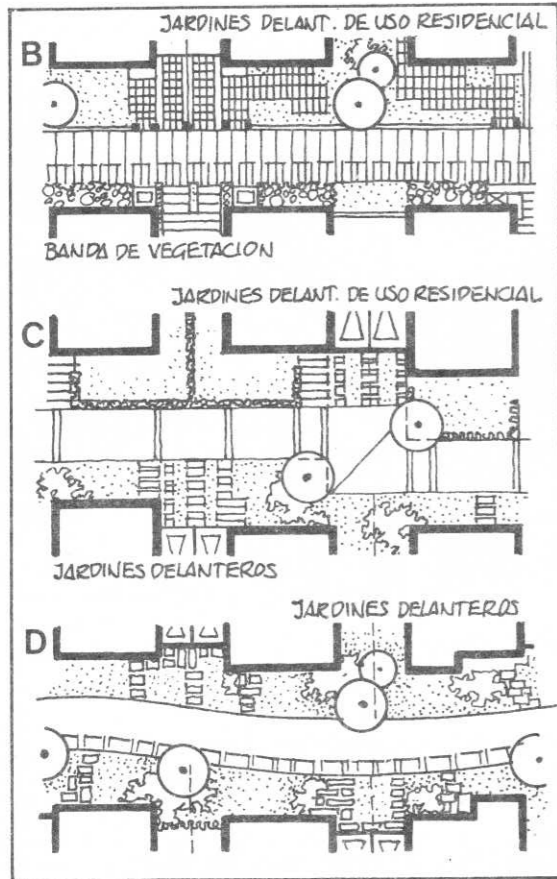 JARDINES DELANT. DE USO RESIDENCIAL
B
BANDA DE VEGETACION
JARDINES DELANT. DE USO RESIDENCIAL
C
JARDINES DELANTEROS
JARDINES DELANTEROS
D